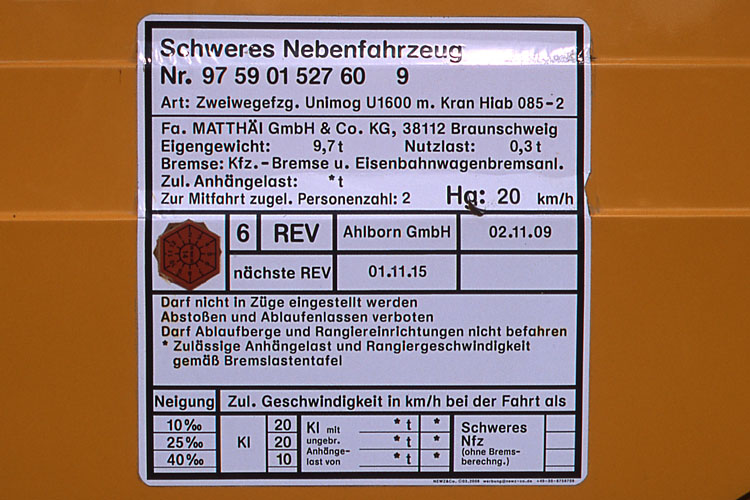 Schweres Nebenfahrzeug
Nr. 97 59 01 527 60 9
Art: Zweiwegefzg. Unimog U1600 m. Kran Hiab 085-2
Fa. MATTHÄI GmbH & Co. KG, 38112 Braunschweig
Eigengewicht: 9,7 t Nutzlast: 0,3 t
Bremse: Kfz.-Bremse u. Eisenbahnwagenbremsanl.
Zul. Anhängelast: * t
Zur Mitfahrt zugel. Personenzahl: 2 Hg: 20 km/h
6 REV Ahlborn GmbH 02.11.09
nächste REV 01.11.15
Darf nicht in Züge eingestellt werden
Abstoßen und Ablaufenlassen verboten
Darf Ablaufberge und Rangiereinrichtungen nicht befahren
* Zulässige Anhängelast und Rangiergeschwindigkeit
gemäß Bremslastentafel
Neigung Zul. Geschwindigkeit in km/h bei der Fahrt als
10‰ 20 Kl mit * t * Schweres
25‰ Kl 20 ungebr. * t * Nfz
40‰ 10 Anhänge- * t * (ohne Brems-
last von berechng.)